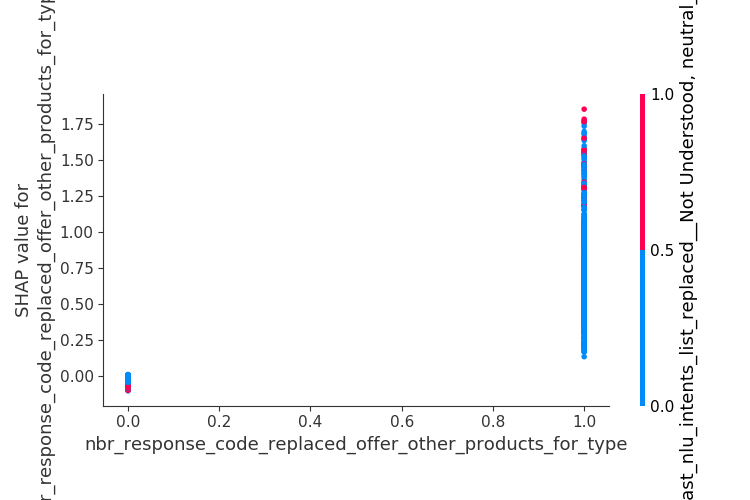 SHAP value for
r_response_code_replaced_offer_other_products_for_typ
1.75
1.50
1.25
1.00
0.75
0.50
0.25
0.00
0.0 0.2 0.4 0.6 0.8 1.0
nbr_response_code_replaced_offer_other_products_for_type
1.0
0.5
0.0
ast_nlu_intents_list_replaced__Not Understood, neutral_